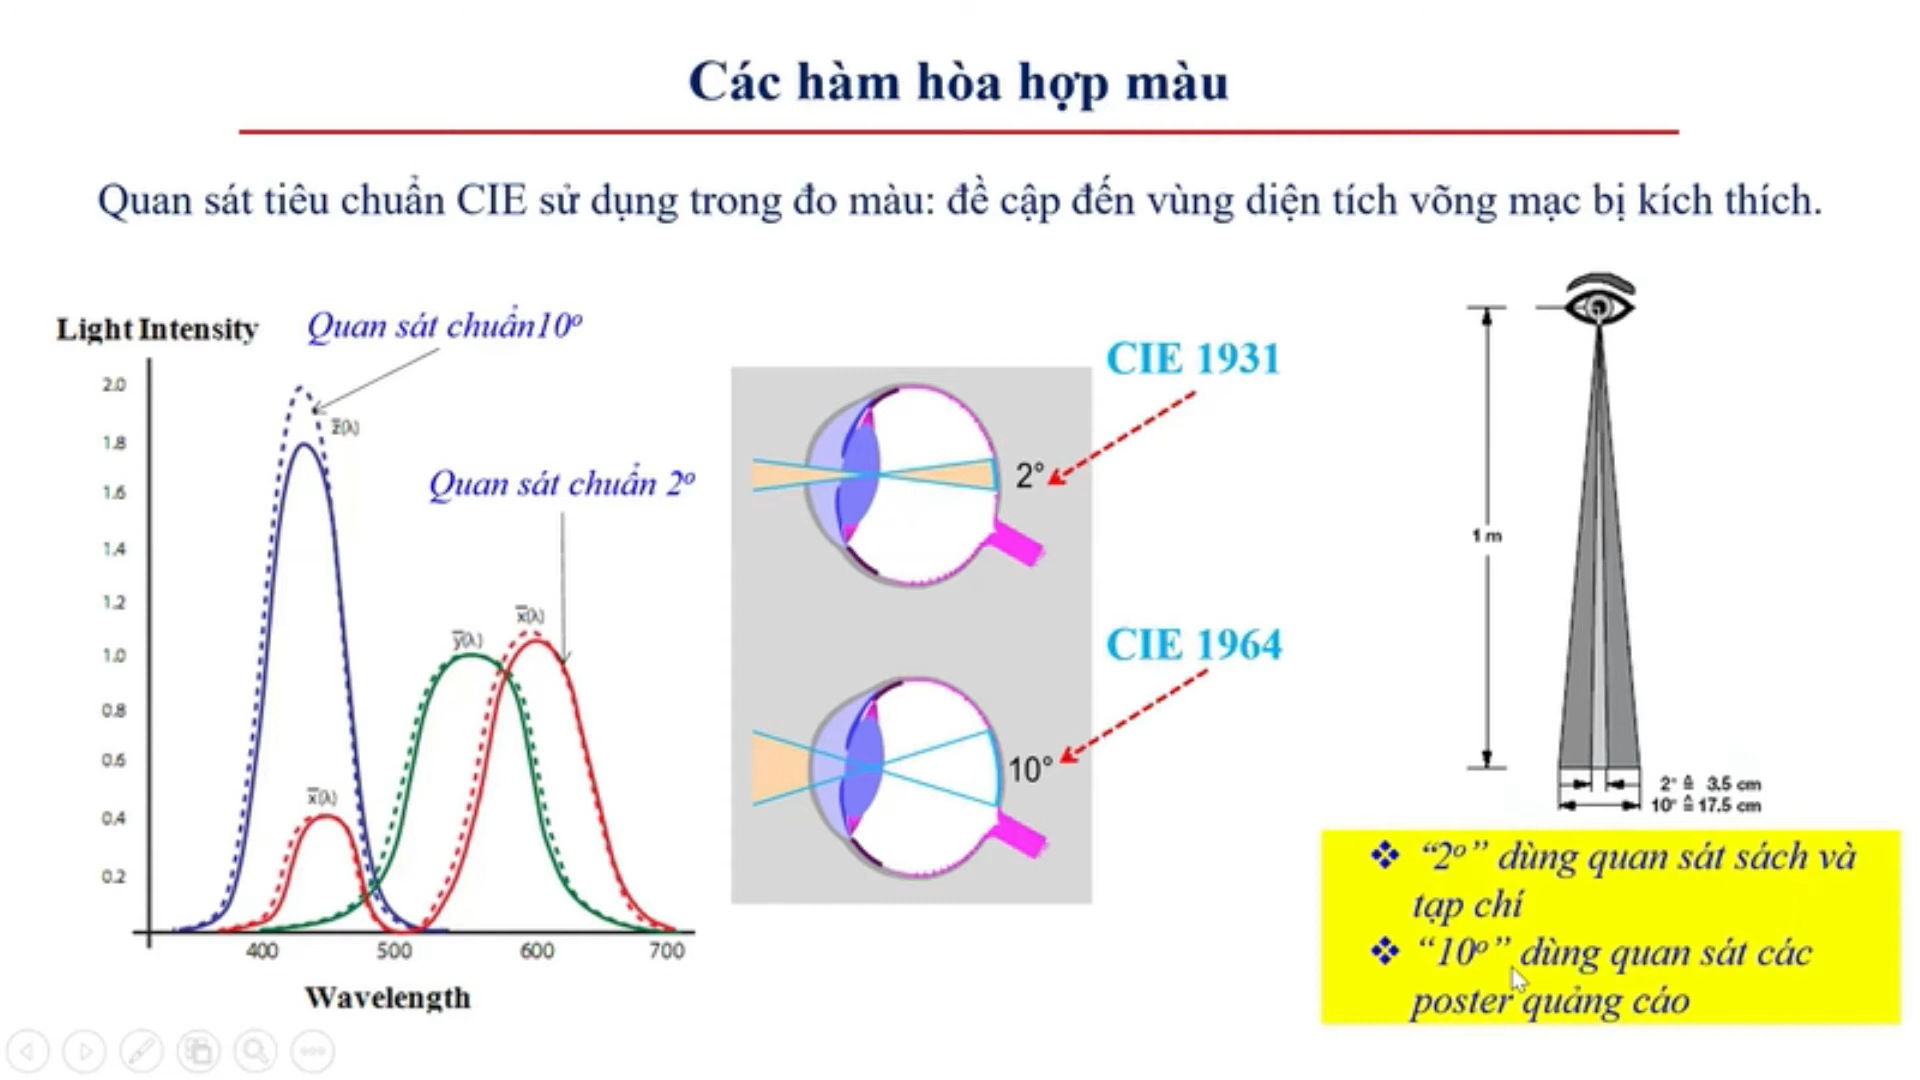 Các hàm hòa hợp màu
Quan sát tiêu chuẩn CIE sử dụng trong đo màu: đề cập đến vùng diện tích võng mạc bị kích thích.
Light Intensity
Quan sát chuẩn10º
2.0
z̅(λ)
1.8
Quan sát chuẩn 2º
1.6
1.4
1.2
x̅(λ)
y̅(λ)
1.0
0.8
0.6
x̅(λ)
0.4
0.2
400 500 600 700
Wavelength
CIE 1931
2°
CIE 1964
10°
1 m
2° ≙ 3.5 cm
10° ≙ 17.5 cm
❖ “2º” dùng quan sát sách và
tạp chí
❖ “10º” dùng quan sát các
poster quảng cáo